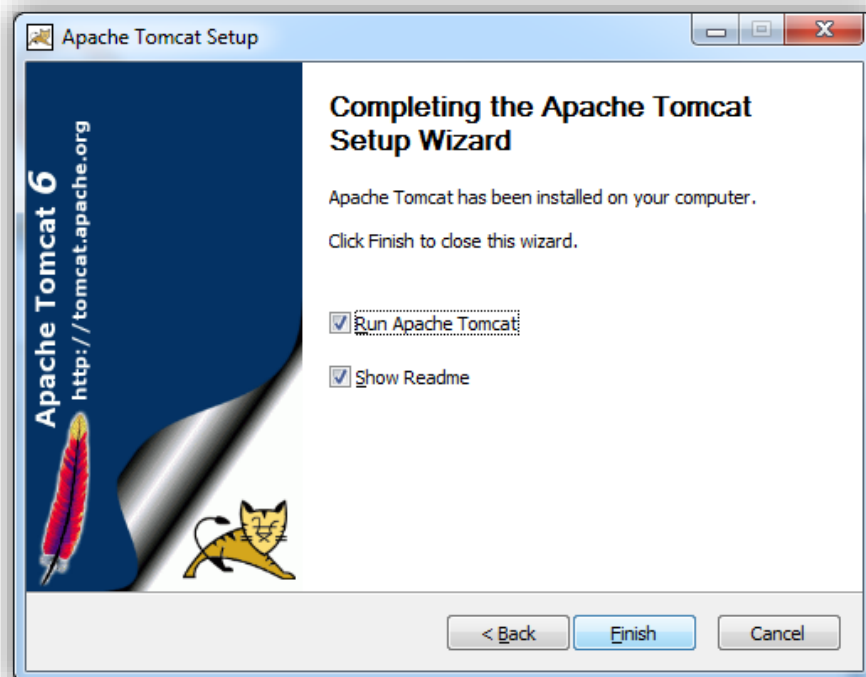 Apache Tomcat Setup
Apache Tomcat 6
http://tomcat.apache.org
Completing the Apache Tomcat
Setup Wizard
Apache Tomcat has been installed on your computer.
Click Finish to close this wizard.
Run Apache Tomcat
Show Readme
< Back
Finish
Cancel